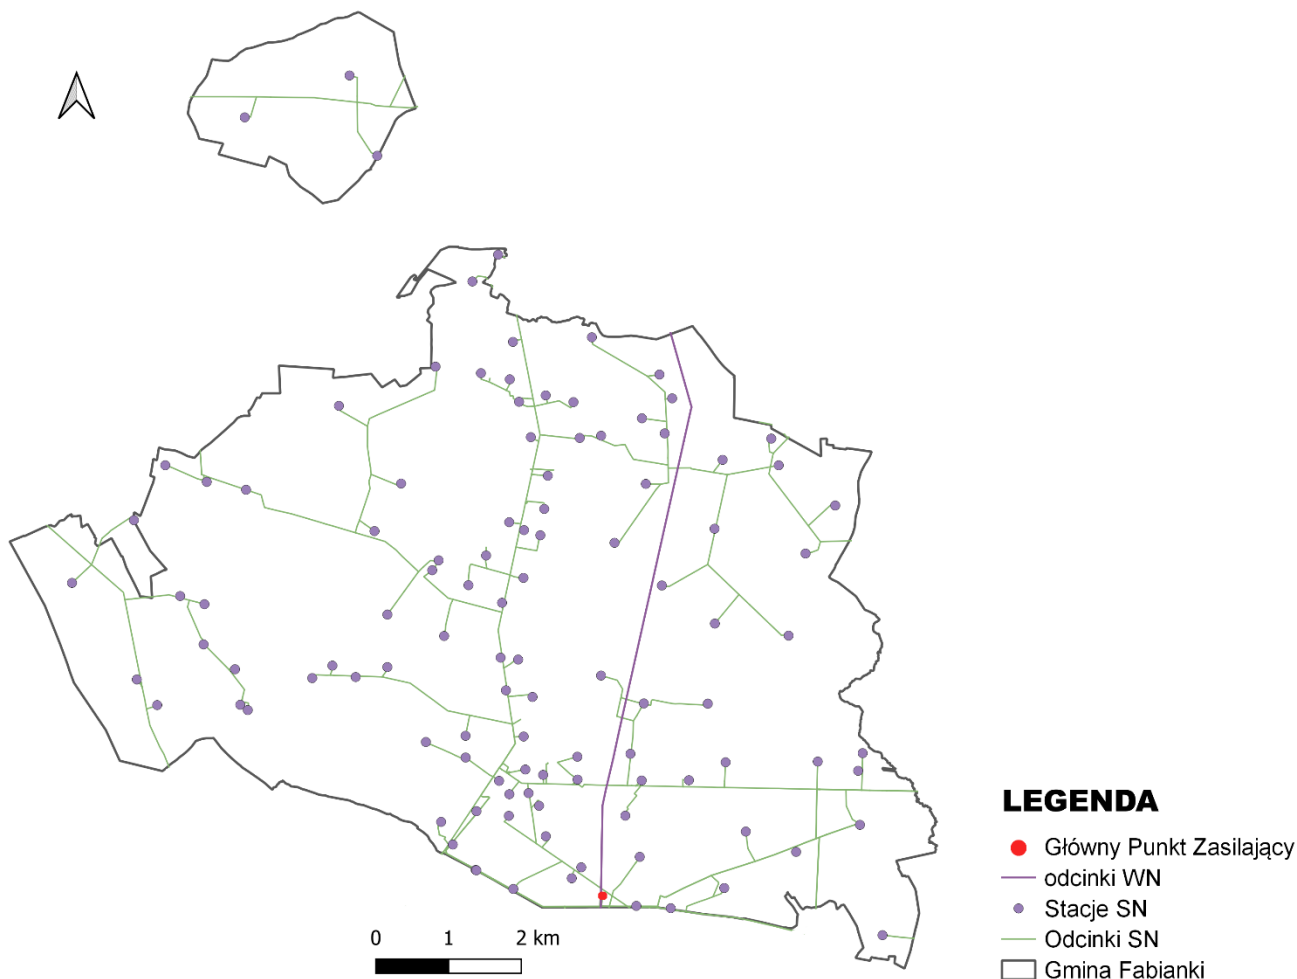 0 1 2 km
LEGENDA
Główny Punkt Zasilający
odcinki WN
Stacje SN
Odcinki SN
Gmina Fabianki